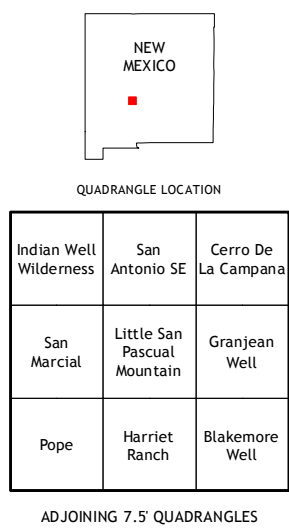 NEW
MEXICO
QUADRANGLE LOCATION
Indian Well
Wilderness
San
Antonio SE
Cerro De
La Campana
San
Marcial
Little San
Pascual
Mountain
Granjean
Well
Pope
Harriet
Ranch
Blakemore
Well
ADJOINING 7.5' QUADRANGLES